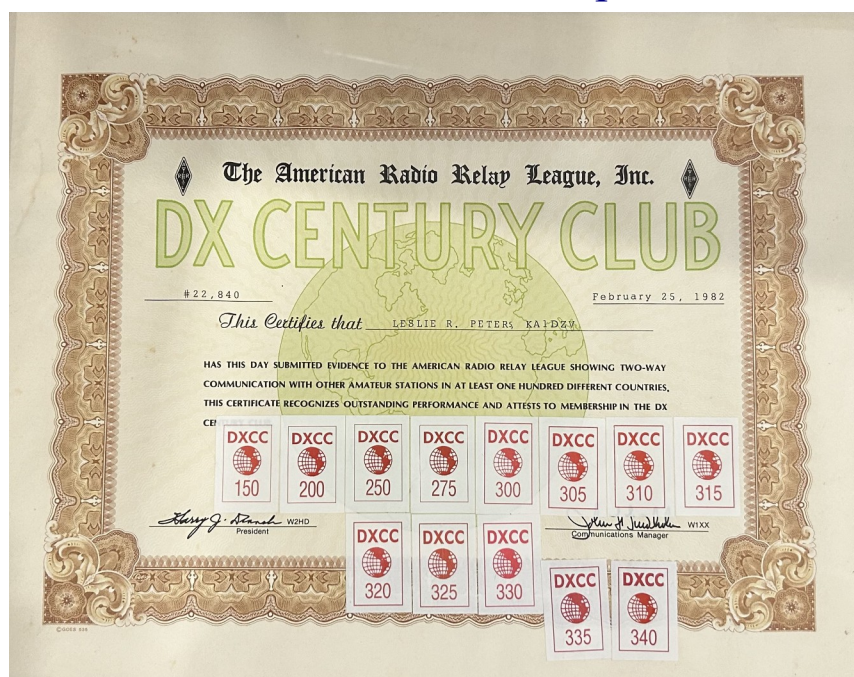 The American Radio Relay League, Inc.
DX CENTURY CLUB
#22,840
February 25, 1982
This Certifies that LESLIE R. PETERS KA1DZV
HAS THIS DAY SUBMITTED EVIDENCE TO THE AMERICAN RADIO RELAY LEAGUE SHOWING TWO-WAY
COMMUNICATION WITH OTHER AMATEUR STATIONS IN AT LEAST ONE HUNDRED DIFFERENT COUNTRIES,
THIS CERTIFICATE RECOGNIZES OUTSTANDING PERFORMANCE AND ATTESTS TO MEMBERSHIP IN THE DX
DXCC DXCC DXCC DXCC DXCC DXCC DXCC DXCC
150 200 250 275 300 305 310 315
Harry J. Dannals W2HD
President
W1XX
Communications Manager
DXCC DXCC DXCC
320 325 330
DXCC DXCC
335 340